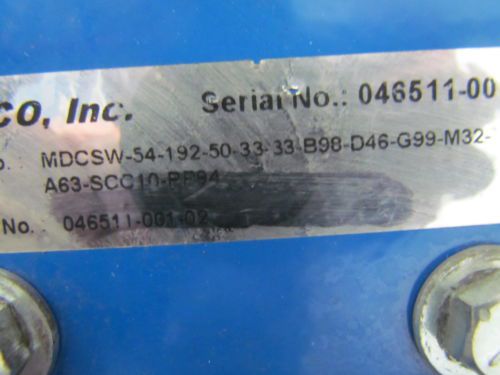 co, Inc. Serial No.: 046511-00
o. : MDCSW-54-192-50-33-33-B98-D46-G99-M32-
A63-SCC10-PF94
No. : 046511-001-02